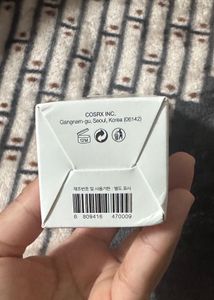 COSRX INC.
Gangnam-gu, Seoul, Korea (06142)
12M
제조번호 및 사용기한 : 별도 표시
8 809416 470009